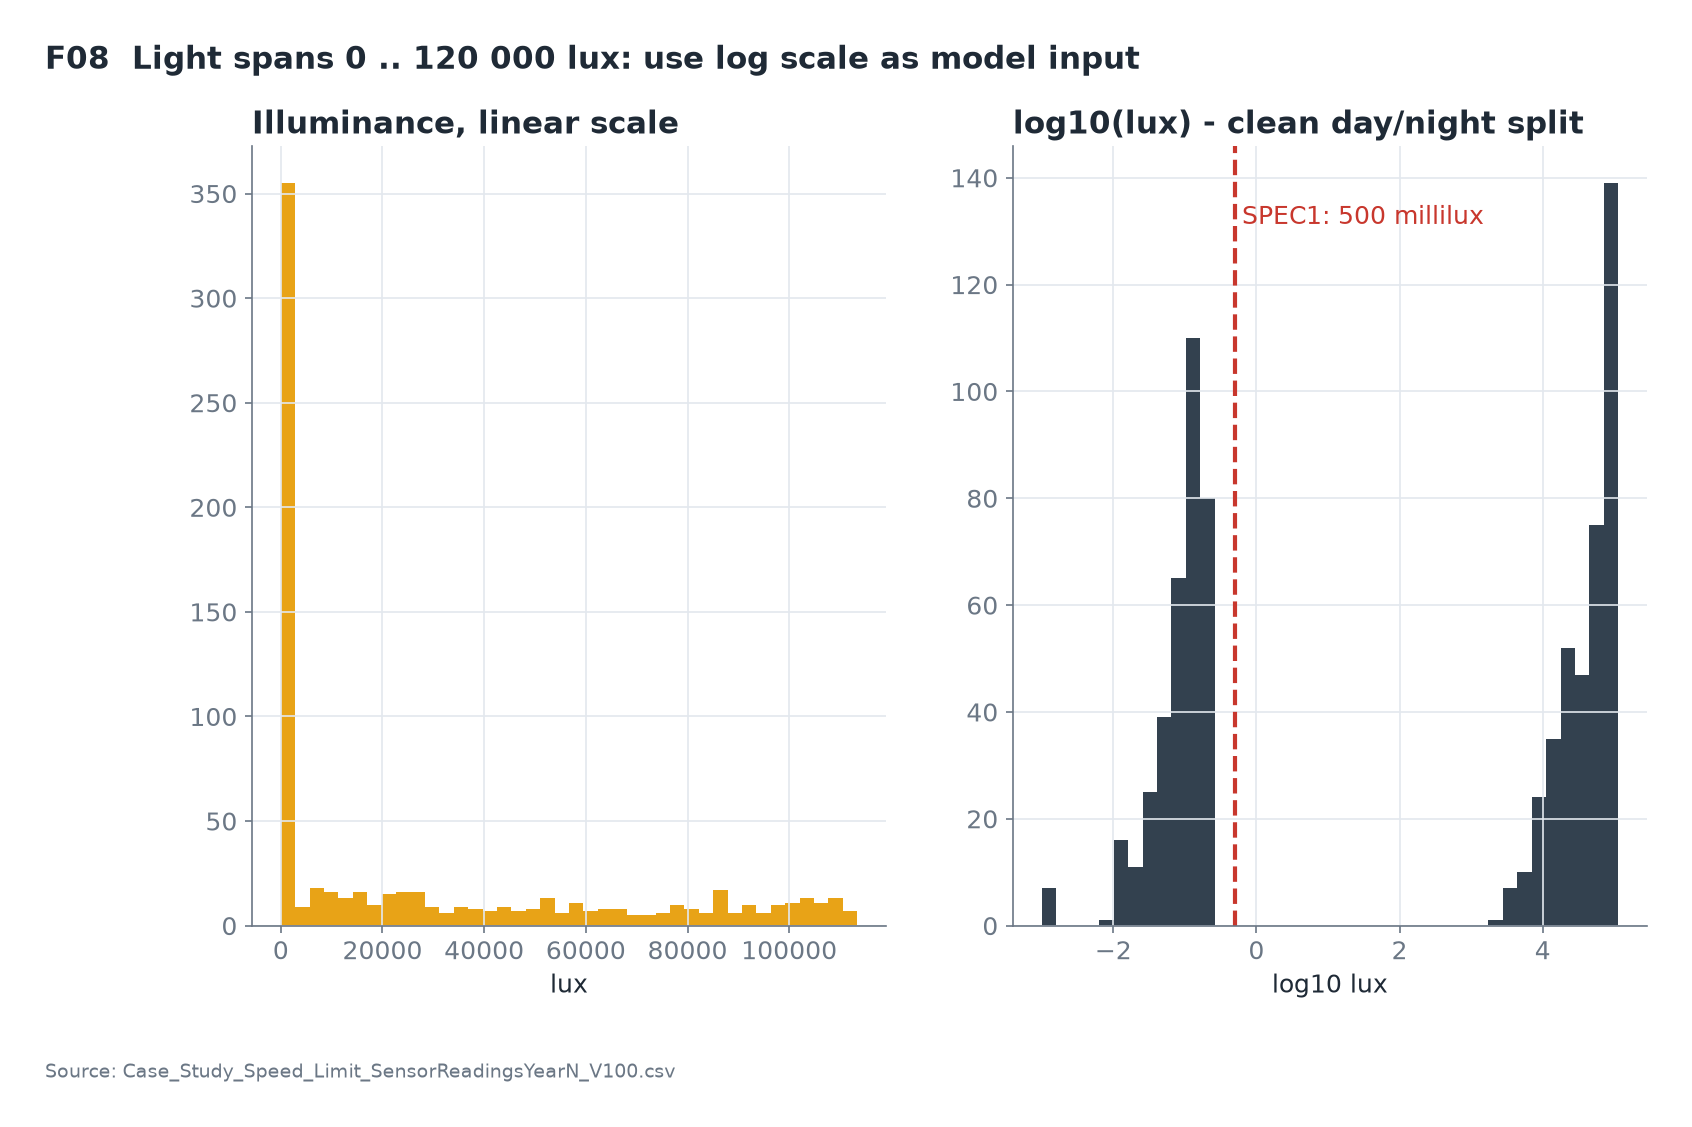 F08  Light spans 0 .. 120 000 lux: use log scale as model input
Illuminance, linear scale
350
300
250
200
150
100
50
0
0 20000 40000 60000 80000 100000
lux
log10(lux) - clean day/night split
SPEC1: 500 millilux
140
120
100
80
60
40
20
0
−2 0 2 4
log10 lux
Source: Case_Study_Speed_Limit_SensorReadingsYearN_V100.csv